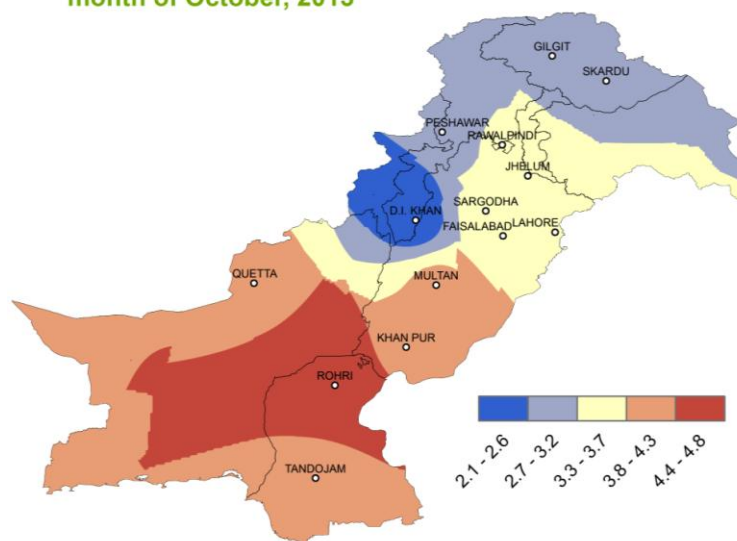 month of October, 2015
GILGIT
SKARDU
PESHAWAR
RAWALPINDI
JHELUM
D.I. KHAN
SARGODHA
FAISALABAD
LAHORE
QUETTA
MULTAN
KHAN PUR
ROHRI
TANDOJAM
2.1 - 2.6
2.7 - 3.2
3.3 - 3.7
3.8 - 4.3
4.4 - 4.8